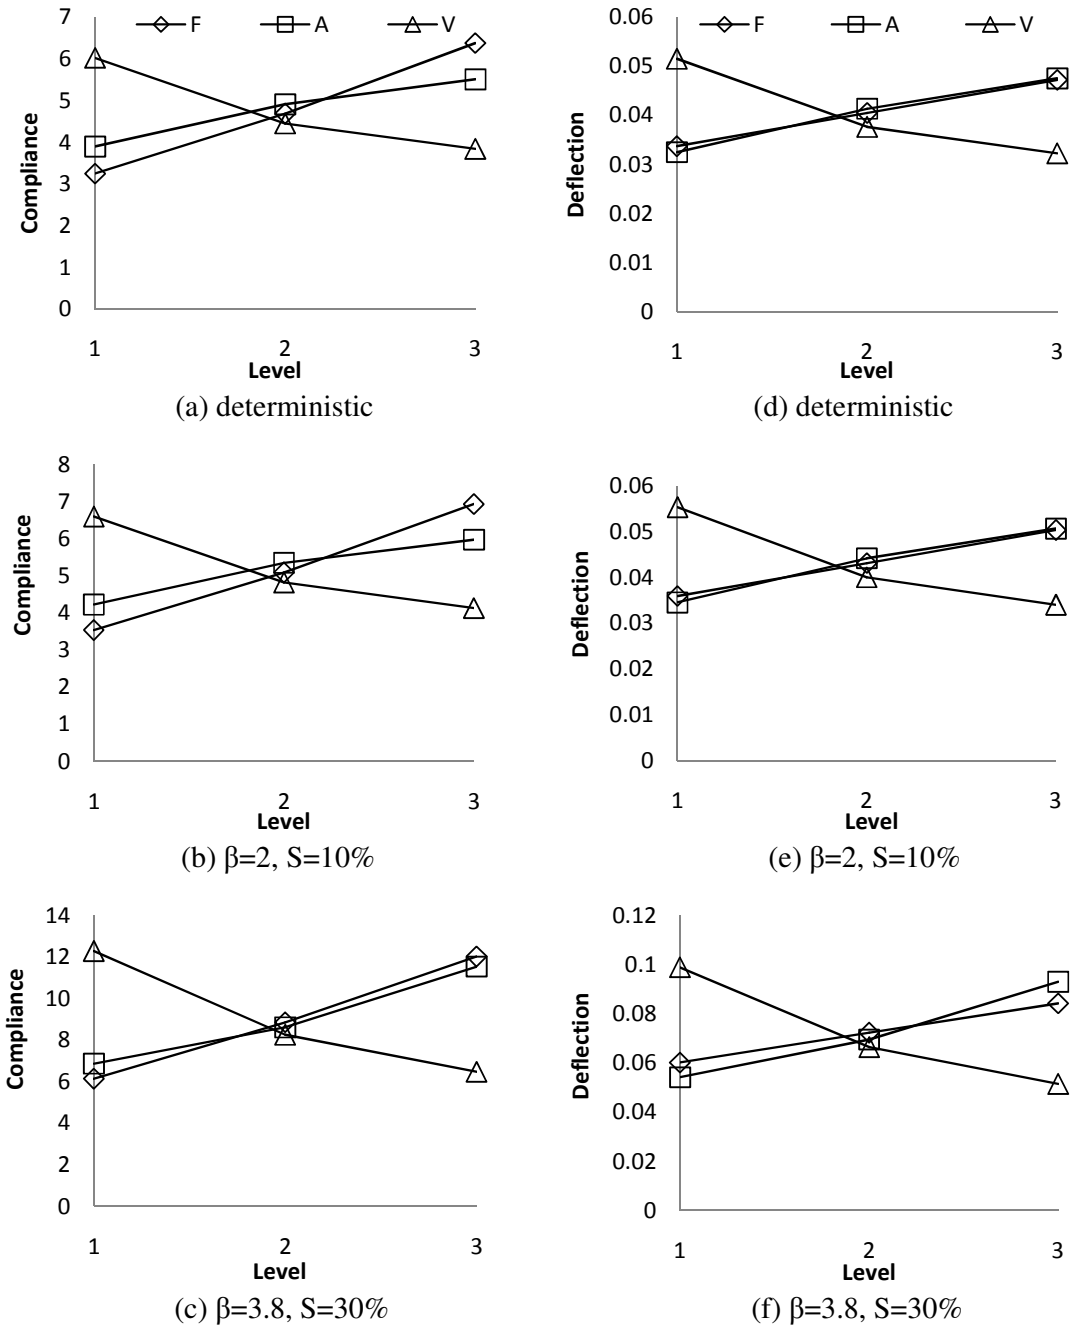 7
6
5
4
3
2
1
0
F A V
Compliance
1 2 3
Level
(a) deterministic
0.06
0.05
0.04
0.03
0.02
0.01
0
F A V
Deflection
1 2 3
Level
(d) deterministic
8
7
6
5
4
3
2
1
0
Compliance
1 2 3
Level
(b) β=2, S=10%
0.06
0.05
0.04
0.03
0.02
0.01
0
Deflection
1 2 3
Level
(e) β=2, S=10%
14
12
10
8
6
4
2
0
Compliance
1 2 3
Level
(c) β=3.8, S=30%
0.12
0.1
0.08
0.06
0.04
0.02
0
Deflection
1 2 3
Level
(f) β=3.8, S=30%